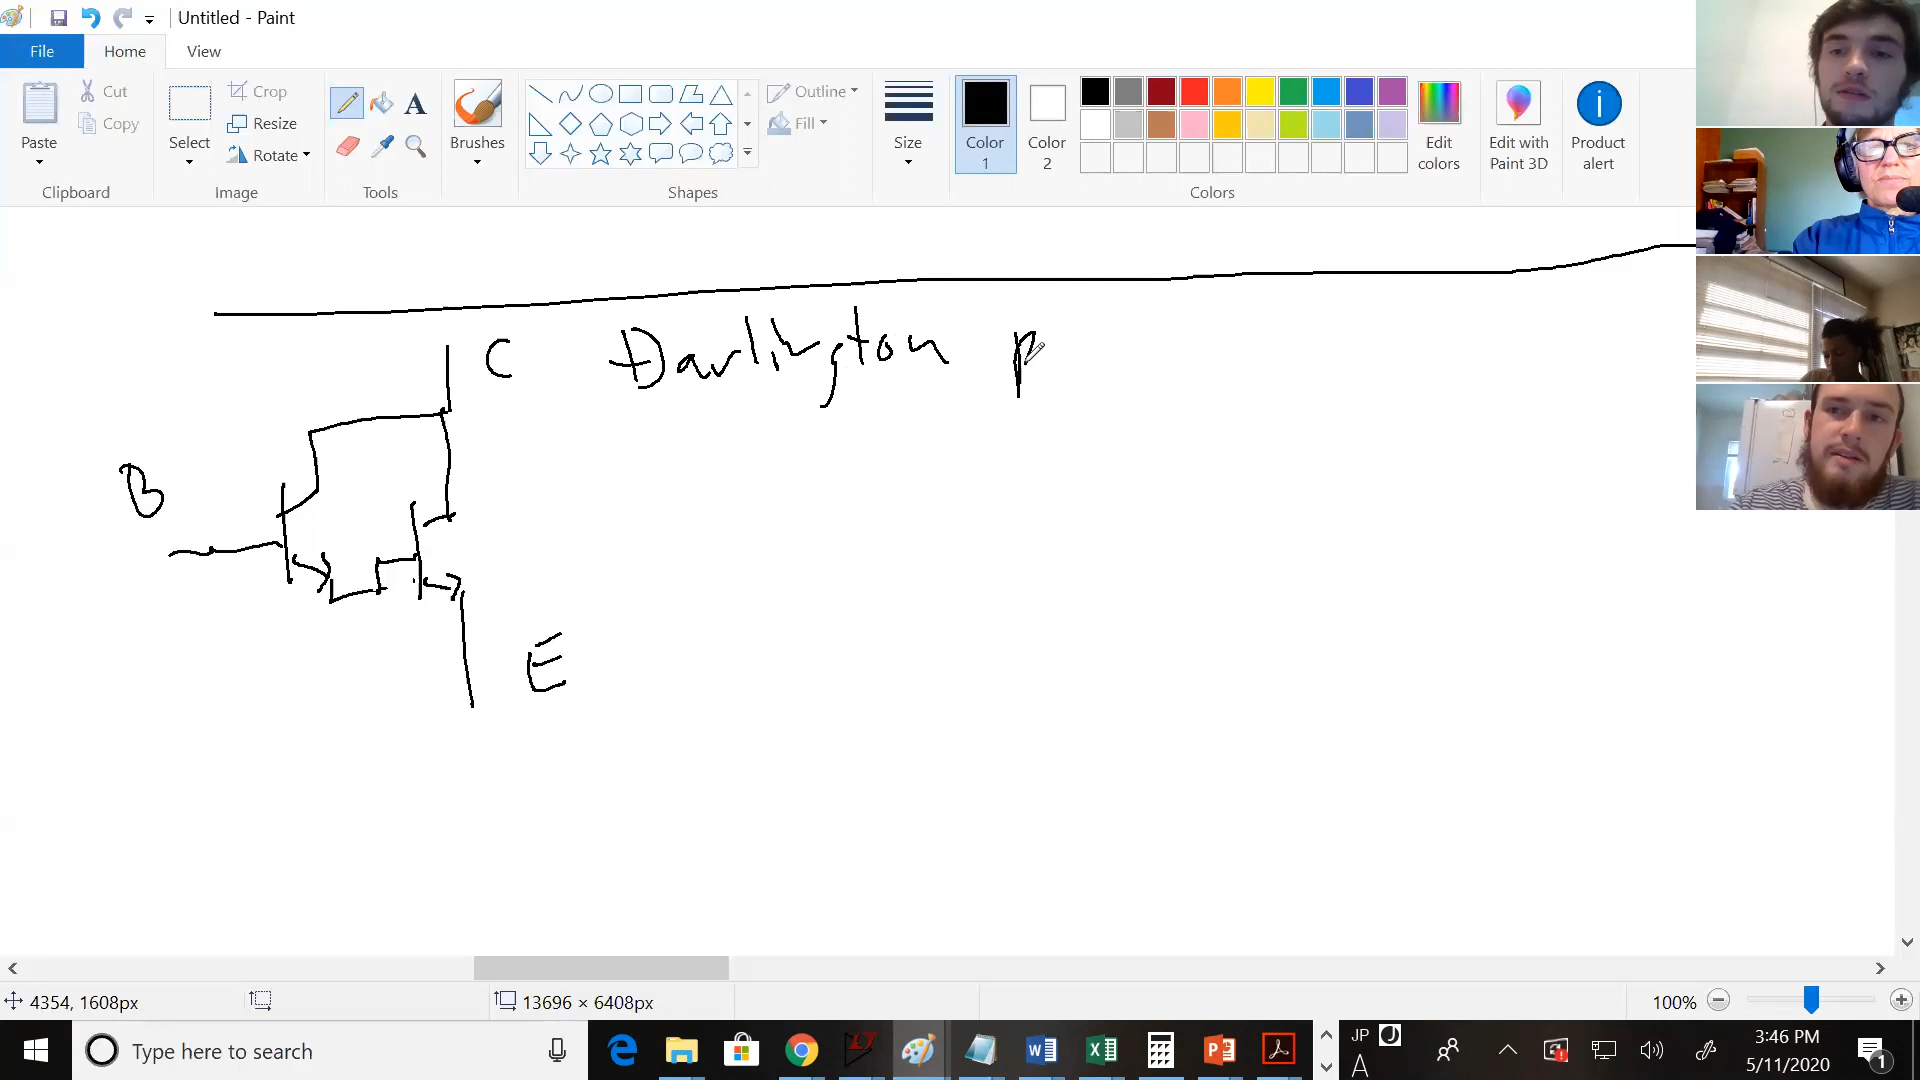 Untitled - Paint
File
Home
View
Paste
Cut
Copy
Clipboard
Select
Crop
Resize
Rotate
Image
Tools
Brushes
Shapes
Outline
Fill
Size
Color 1
Color 2
Colors
Edit colors
Edit with Paint 3D
Product alert
C Darlington P
B
E
4354, 1608px
13696 × 6408px
100%
Type here to search
JP
A
3:46 PM
5/11/2020
1